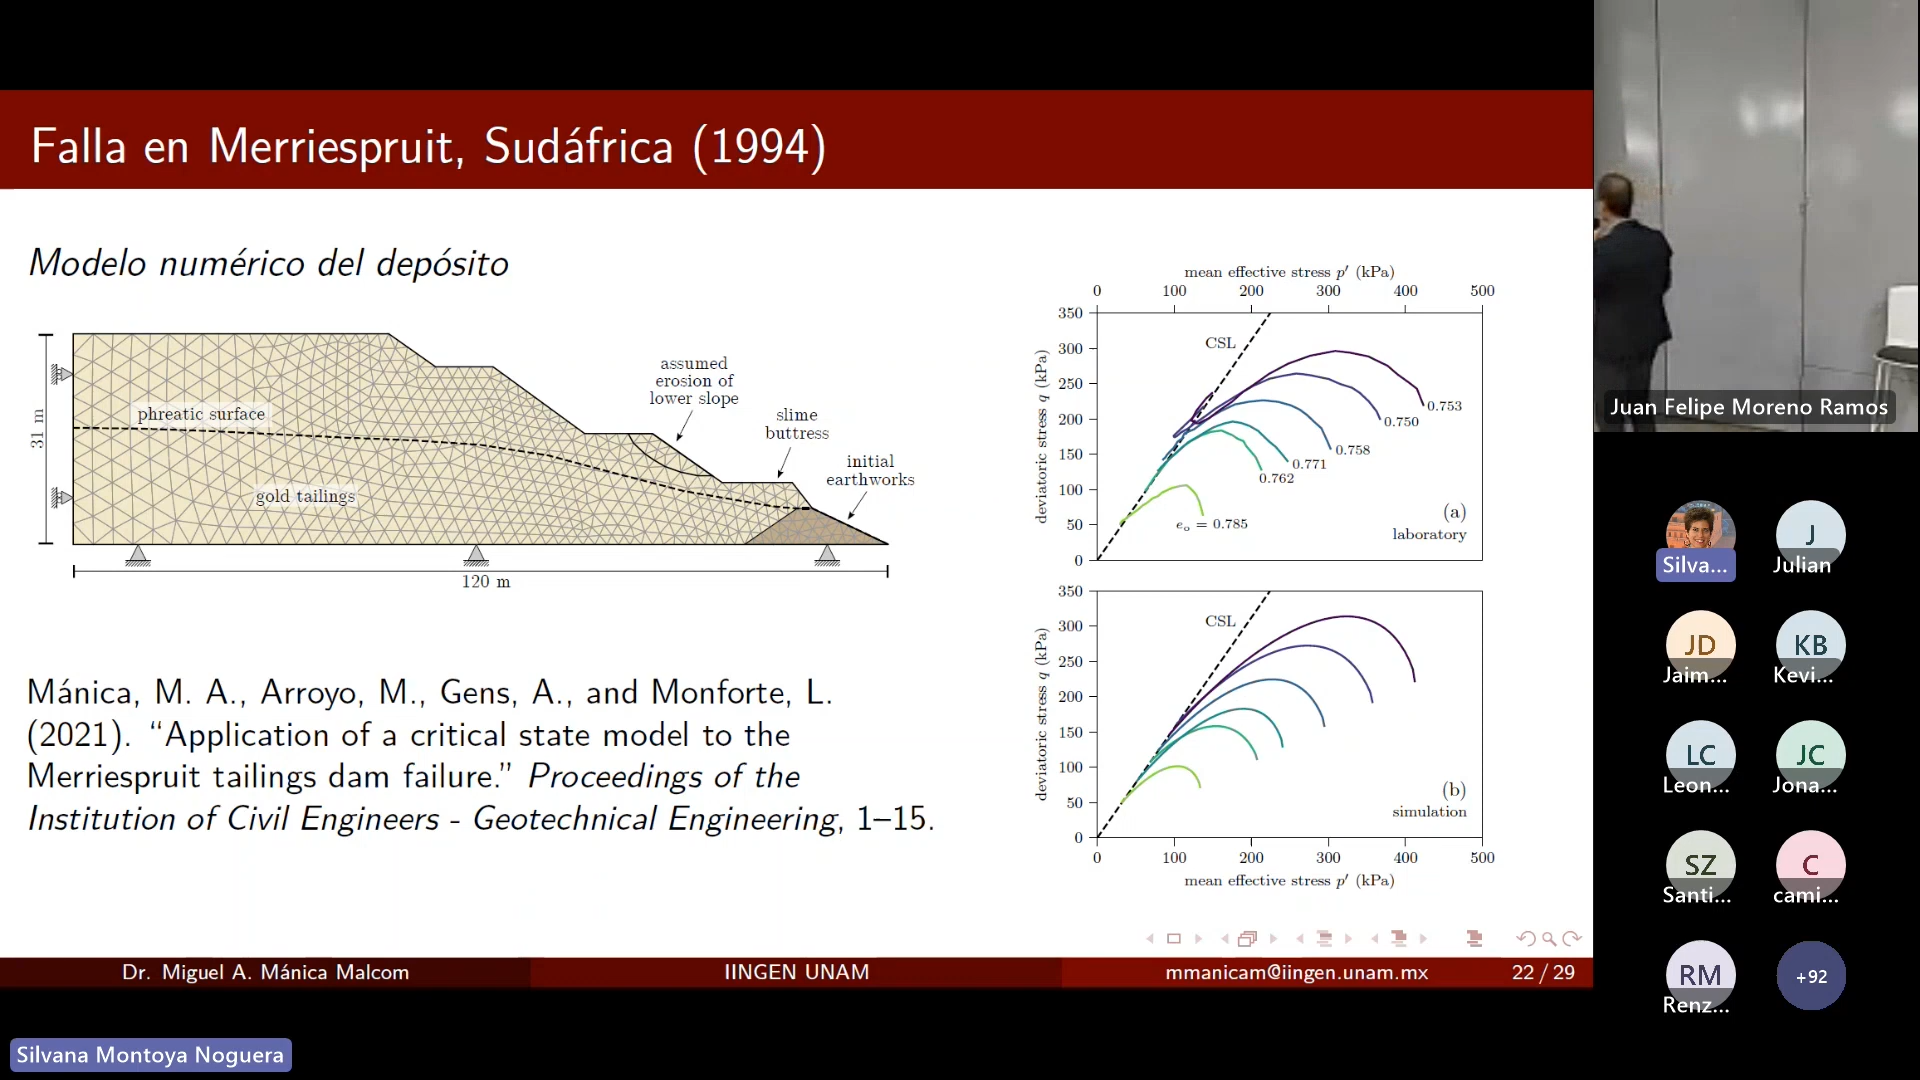 Falla en Merriespruit, Sudáfrica (1994)
Modelo numérico del depósito
31 m
phreatic surface
gold tailings
assumed
erosion of
lower slope
slime
buttress
initial
earthworks
120 m
Mánica, M. A., Arroyo, M., Gens, A., and Monforte, L.
(2021). “Application of a critical state model to the
Merriespruit tailings dam failure.” Proceedings of the
Institution of Civil Engineers - Geotechnical Engineering, 1–15.
mean effective stress p′ (kPa)
0 100 200 300 400 500
deviatoric stress q (kPa)
350
300
250
200
150
100
50
0
CSL
0.753
0.750
0.758
0.771
0.762
e₀ = 0.785
(a)
laboratory
deviatoric stress q (kPa)
350
300
250
200
150
100
50
0
CSL
(b)
simulation
0 100 200 300 400 500
mean effective stress p′ (kPa)
Dr. Miguel A. Mánica Malcom IINGEN UNAM mmanicam@iingen.unam.mx 22 / 29
Silvana Montoya Noguera
Juan Felipe Moreno Ramos
Silva...
J
Julian
JD
Jaim...
KB
Kevi...
LC
Leon...
JC
Jona...
SZ
Santi...
C
cami...
RM
Renz...
+92